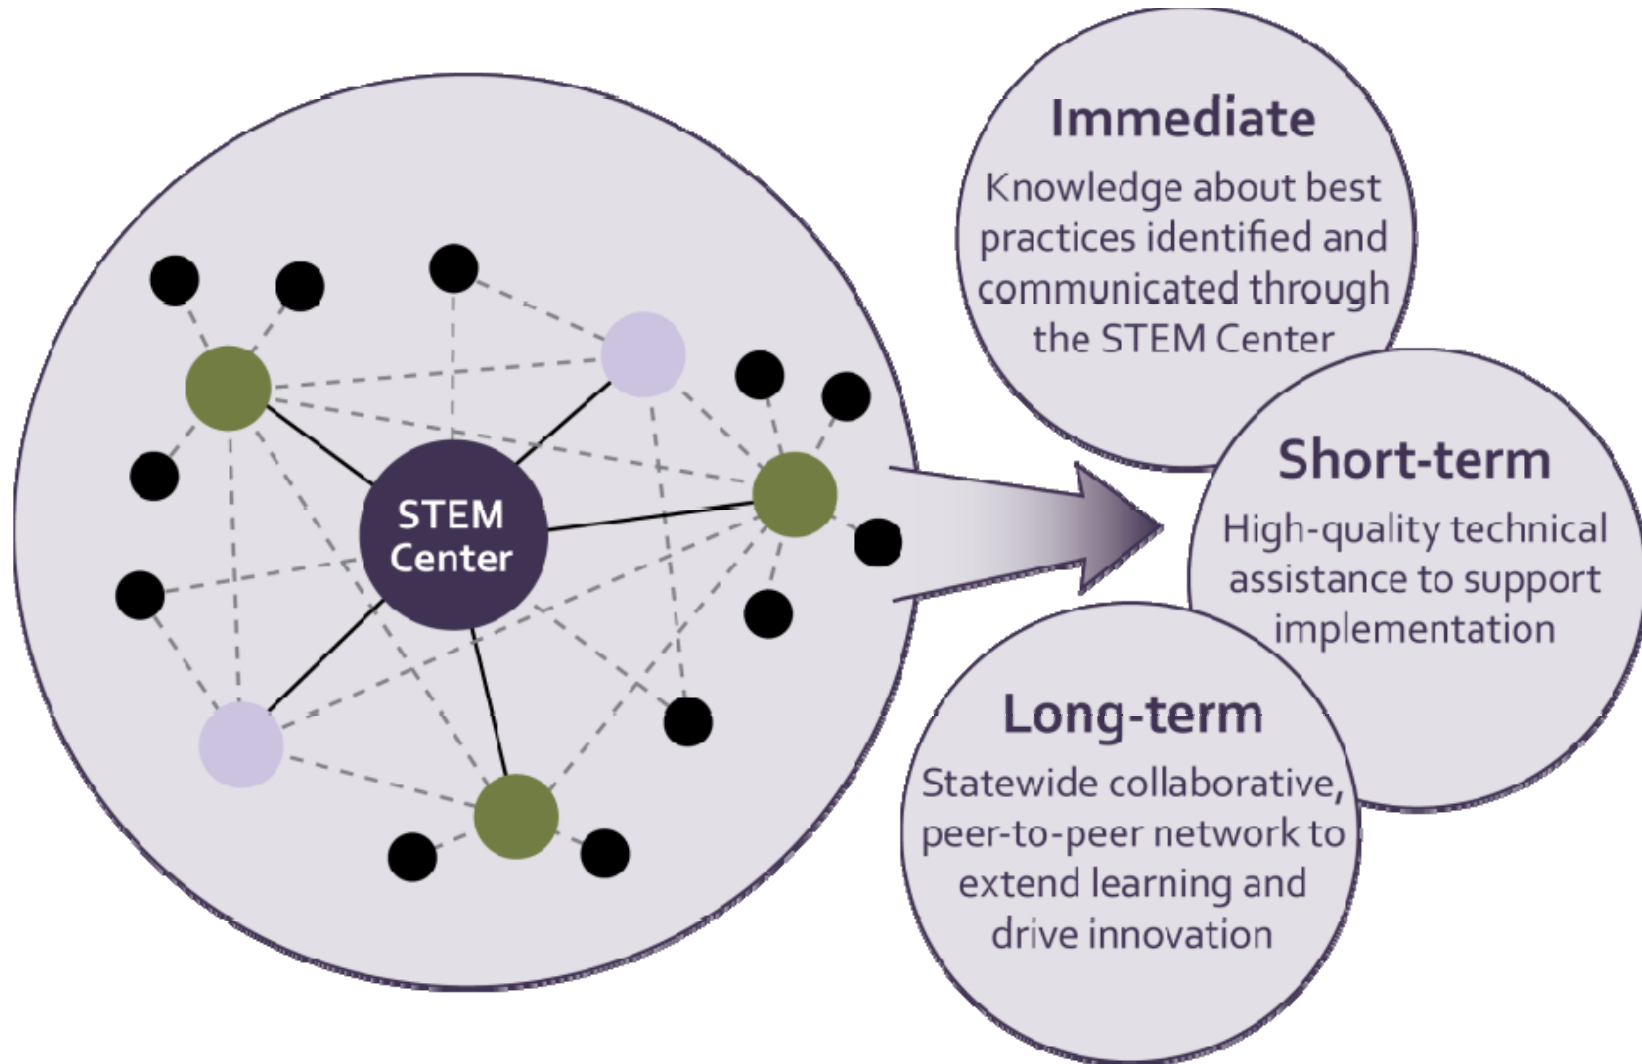 STEM
Center
Immediate
Knowledge about best
practices identified and
communicated through
the STEM Center
Short-term
High-quality technical
assistance to support
implementation
Long-term
Statewide collaborative,
peer-to-peer network to
extend learning and
drive innovation